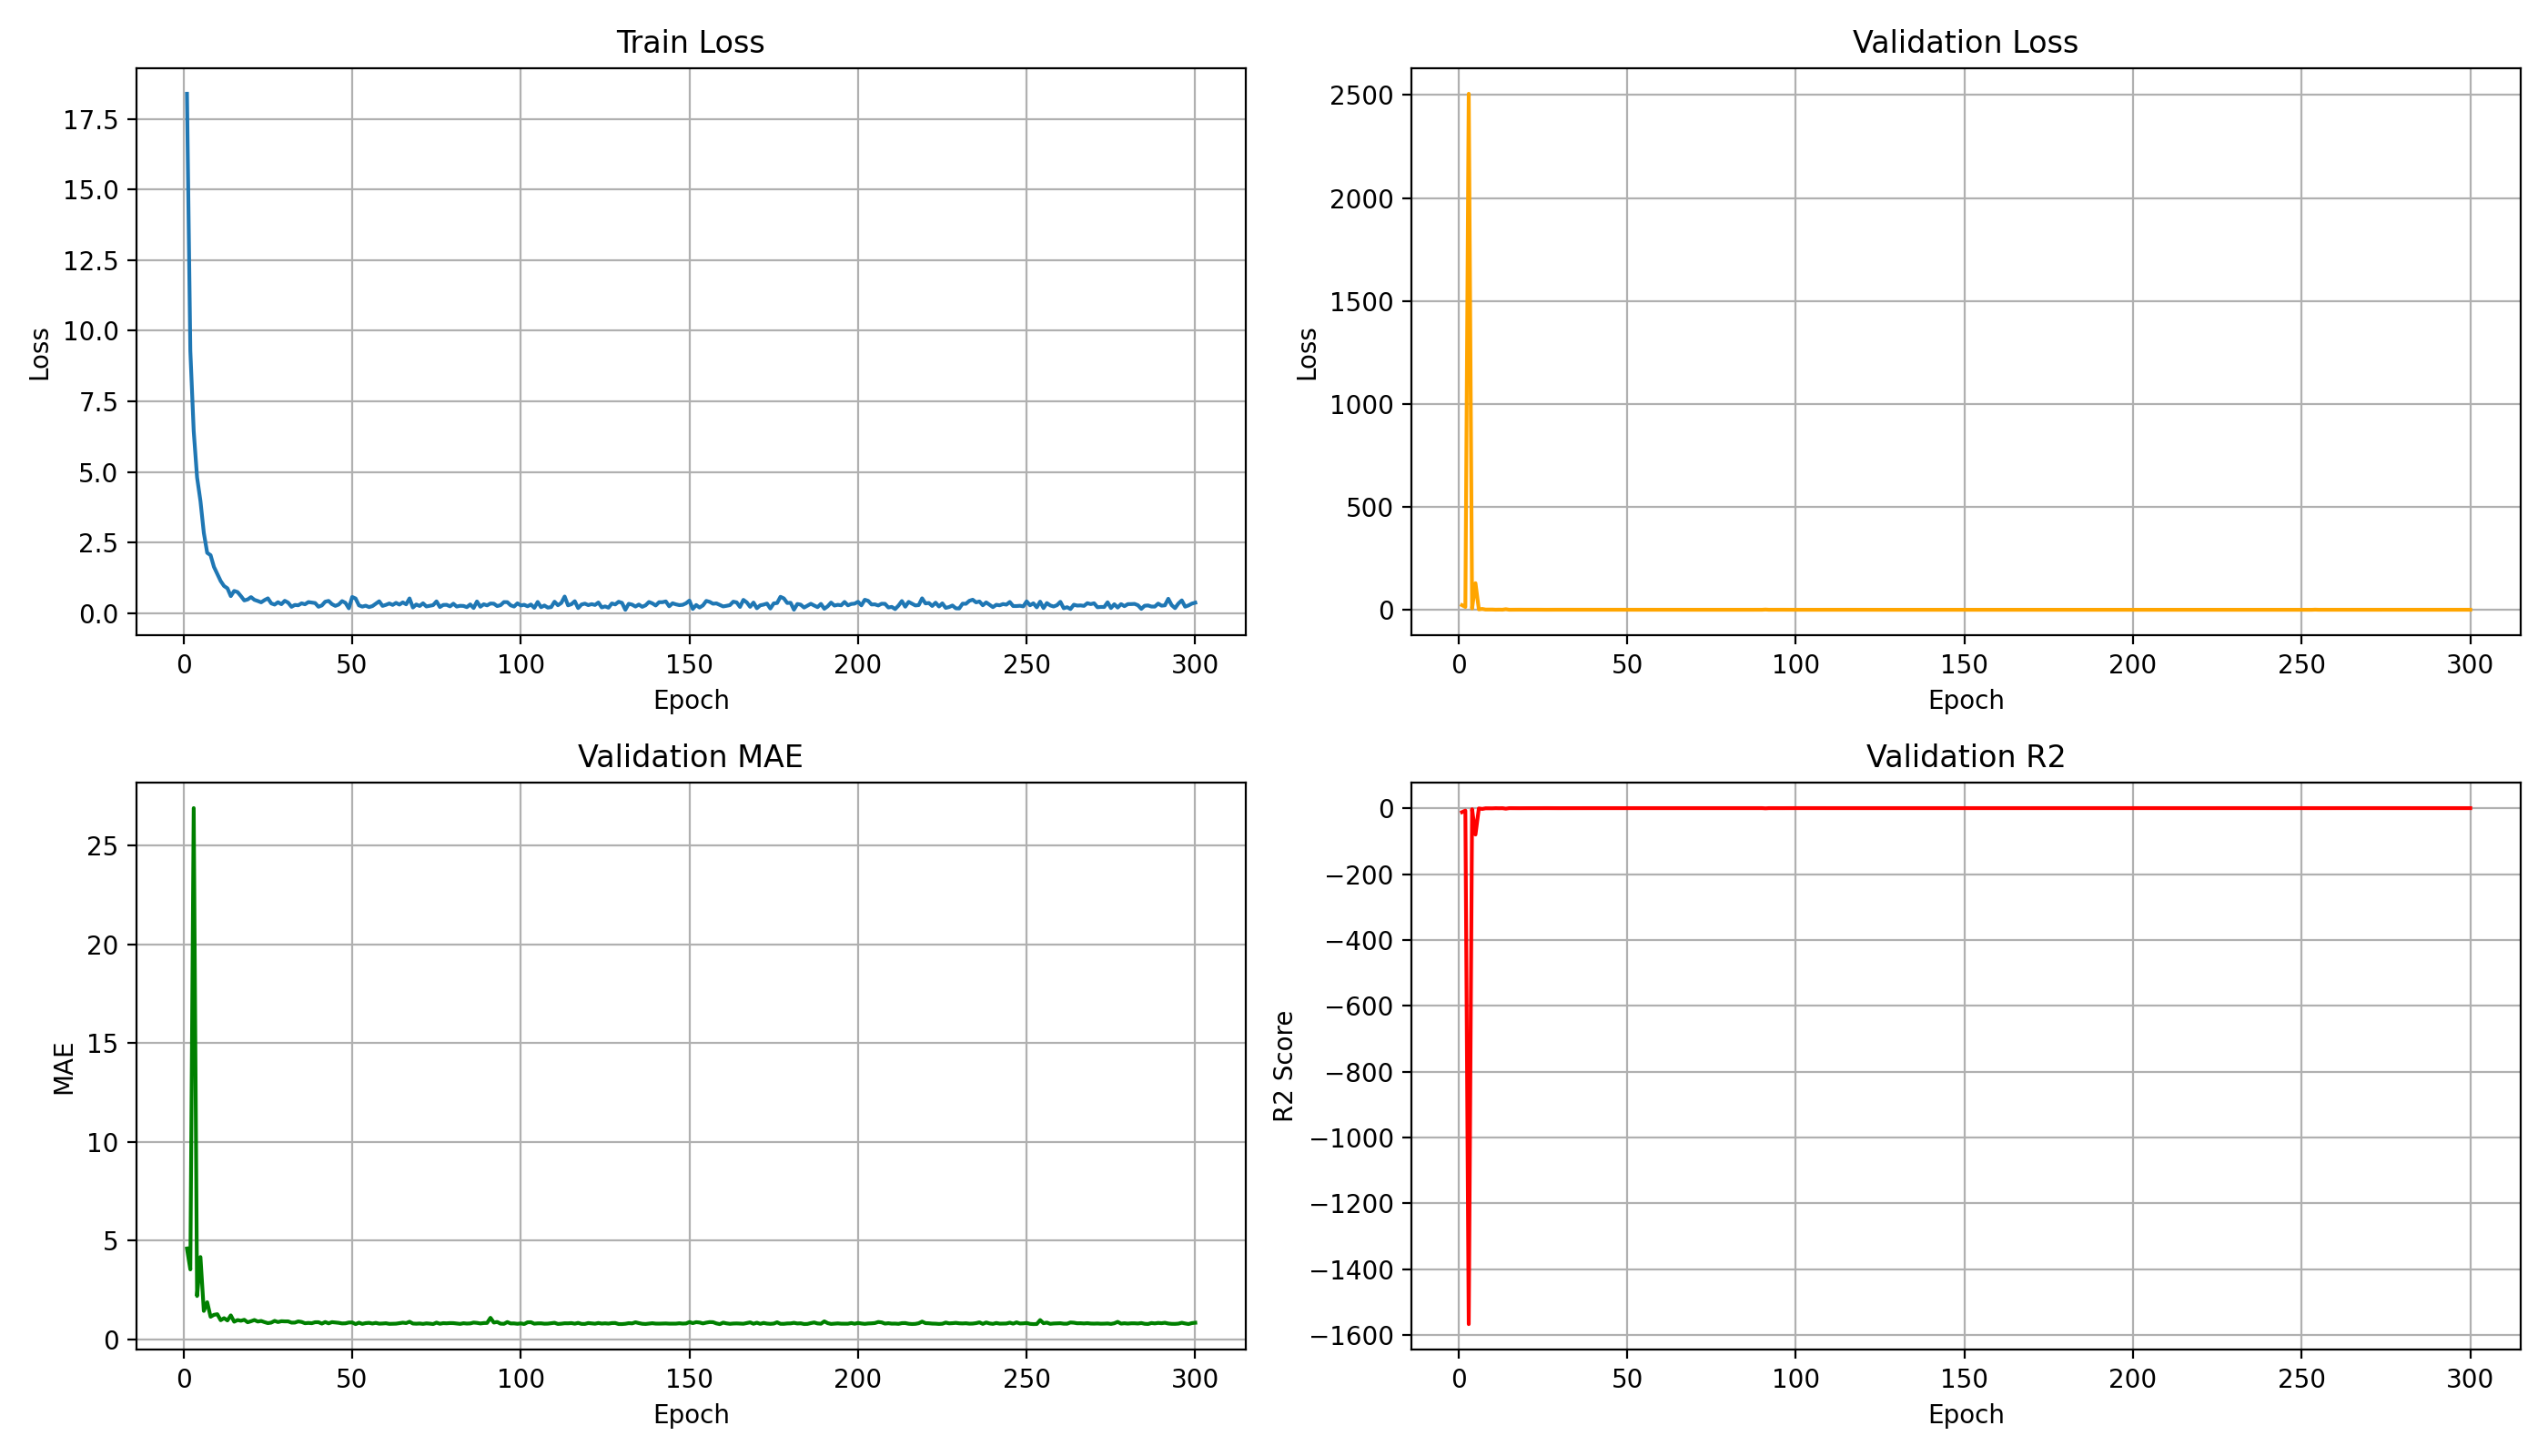 Train Loss
Validation Loss
17.5
15.0
12.5
10.0
7.5
5.0
2.5
0.0
Loss
0 50 100 150 200 250 300
Epoch
2500
2000
1500
1000
500
0
Loss
0 50 100 150 200 250 300
Epoch
Validation MAE
Validation R2
25
20
15
10
5
0
MAE
0 50 100 150 200 250 300
Epoch
0
−200
−400
−600
−800
−1000
−1200
−1400
−1600
R2 Score
0 50 100 150 200 250 300
Epoch